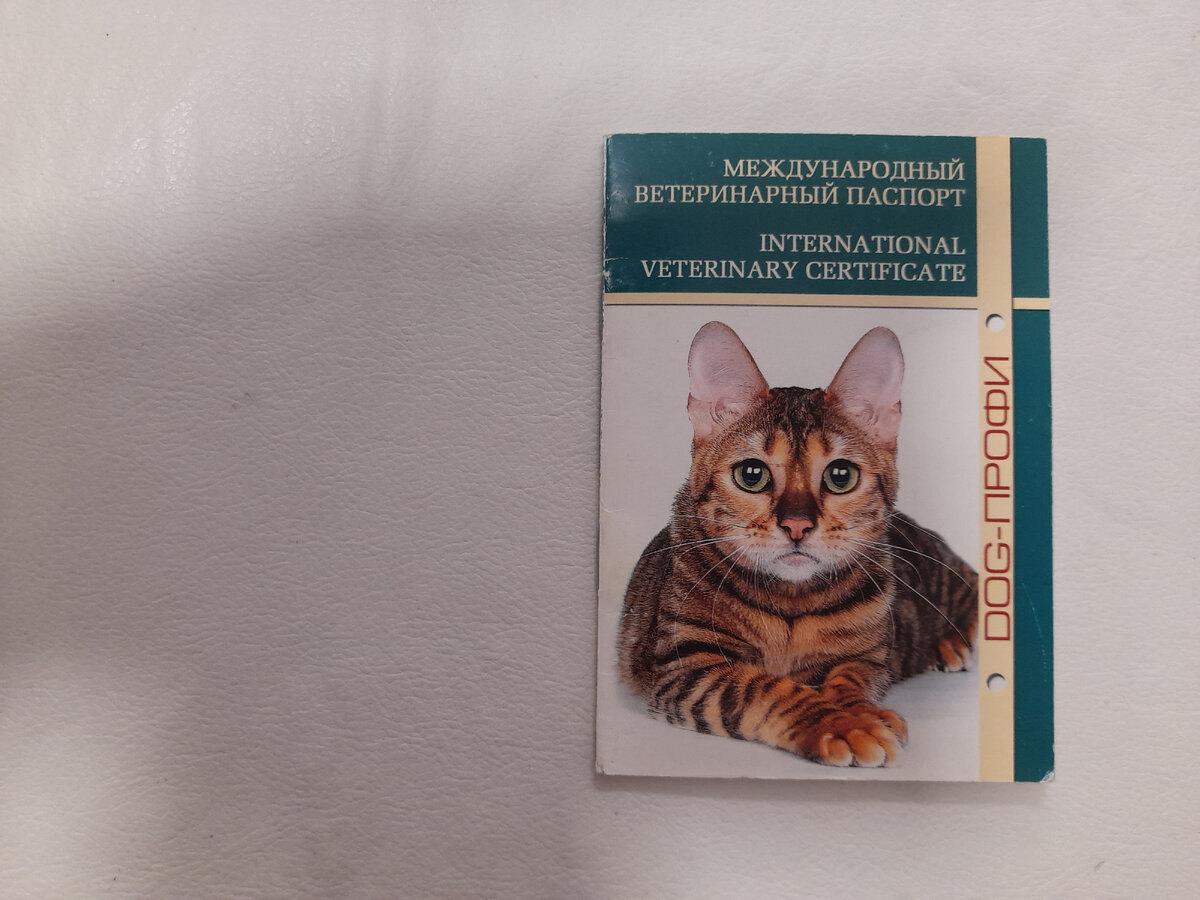 МЕЖДУНАРОДНЫЙ
ВЕТЕРИНАРНЫЙ ПАСПОРТ
INTERNATIONAL
VETERINARY CERTIFICATE
DOG-ПРОФИ